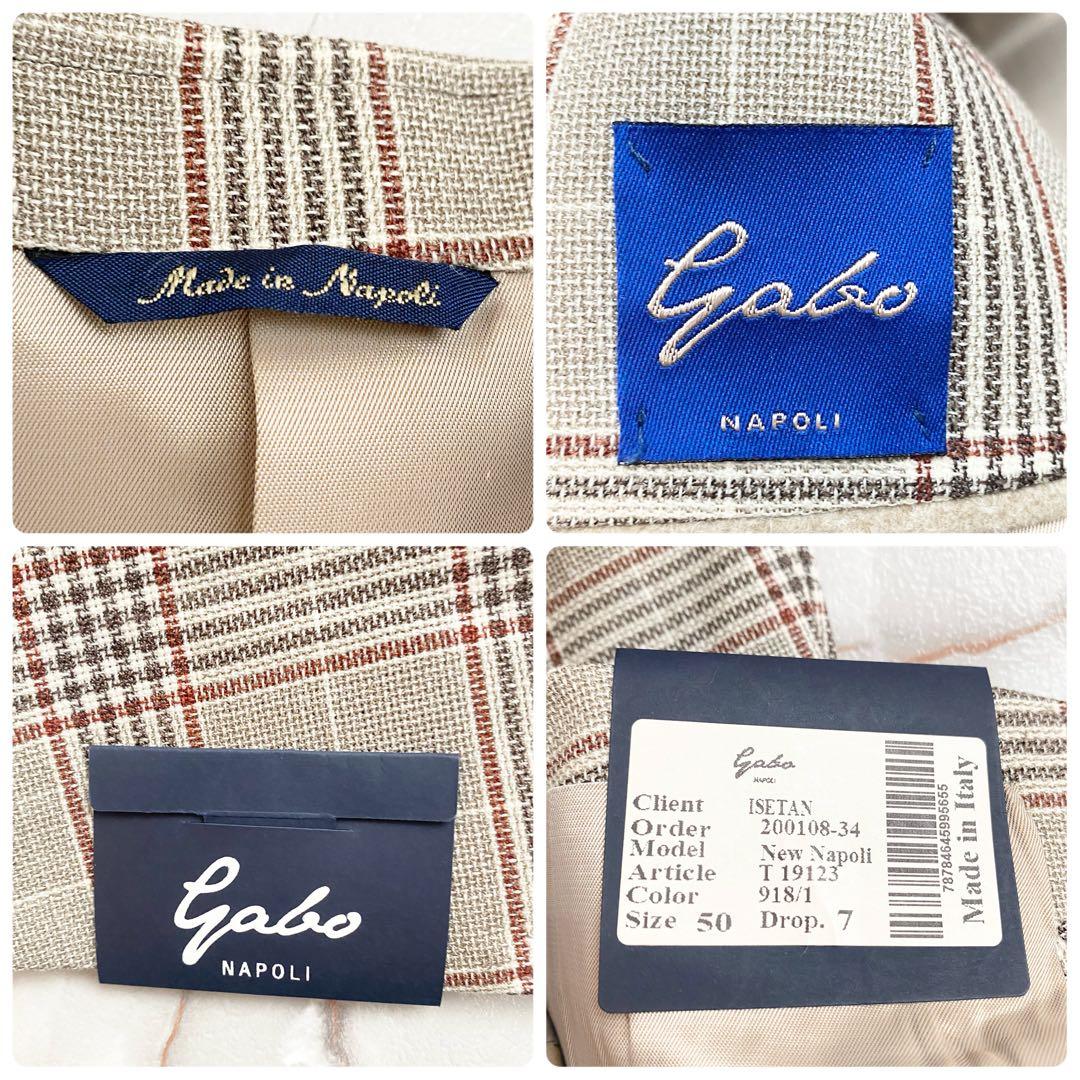 Made in Napoli
Gabo
NAPOLI
Gabo
NAPOLI
Gabo
NAPOLI
Client ISETAN
Order 200108-34
Model New Napoli
Article T 19123
Color 918/1
Size 50 Drop. 7
7878464599565​5
Made in Italy